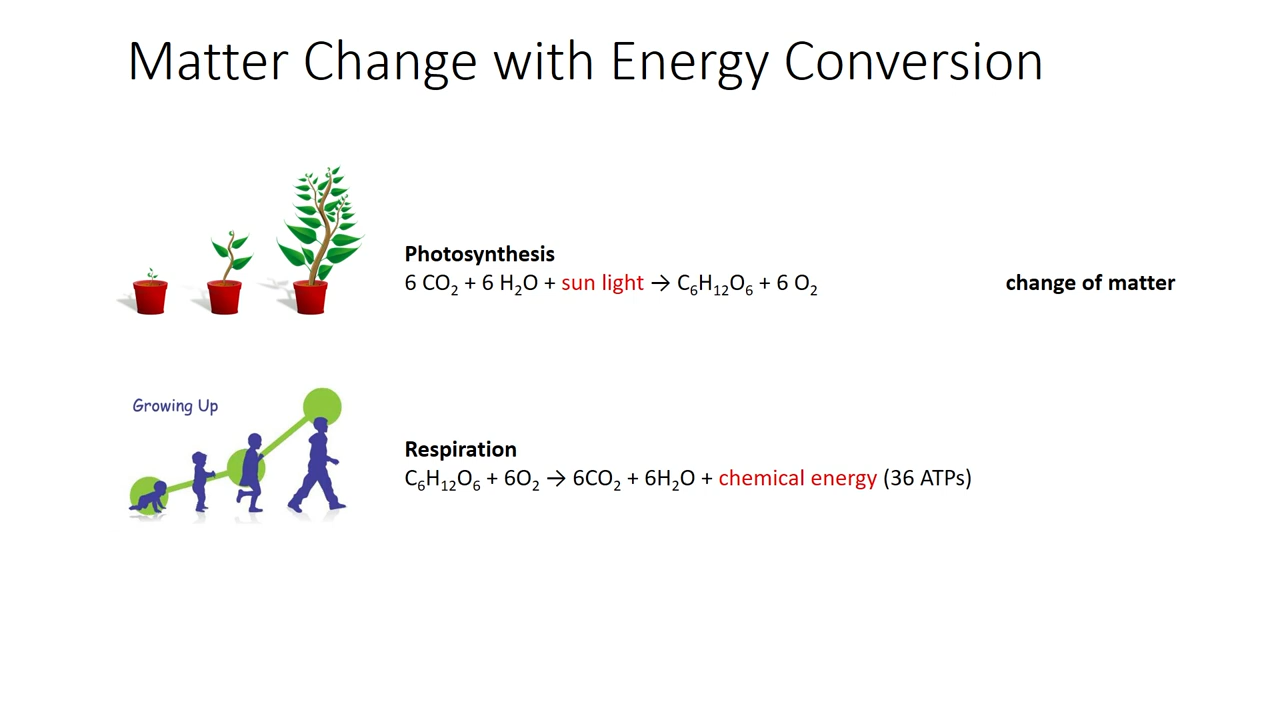 Matter Change with Energy Conversion
Photosynthesis
6 CO₂ + 6 H₂O + sun light → C₆H₁₂O₆ + 6 O₂
change of matter
Growing Up
Respiration
C₆H₁₂O₆ + 6O₂ → 6CO₂ + 6H₂O + chemical energy (36 ATPs)